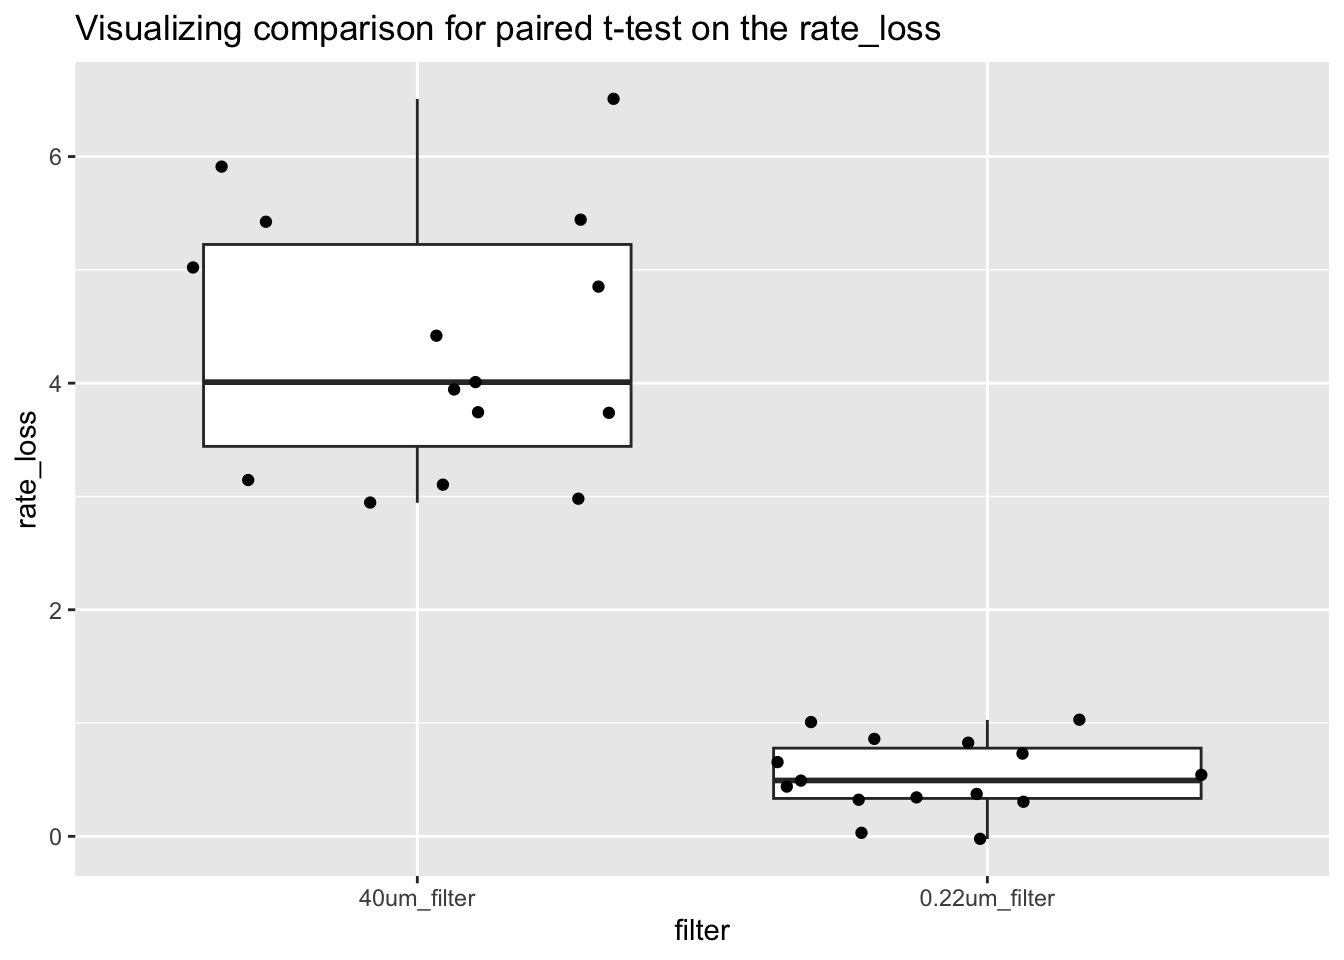 Visualizing comparison for paired t-test on the rate_loss
6
4
2
0
rate_loss
40um_filter
0.22um_filter
filter